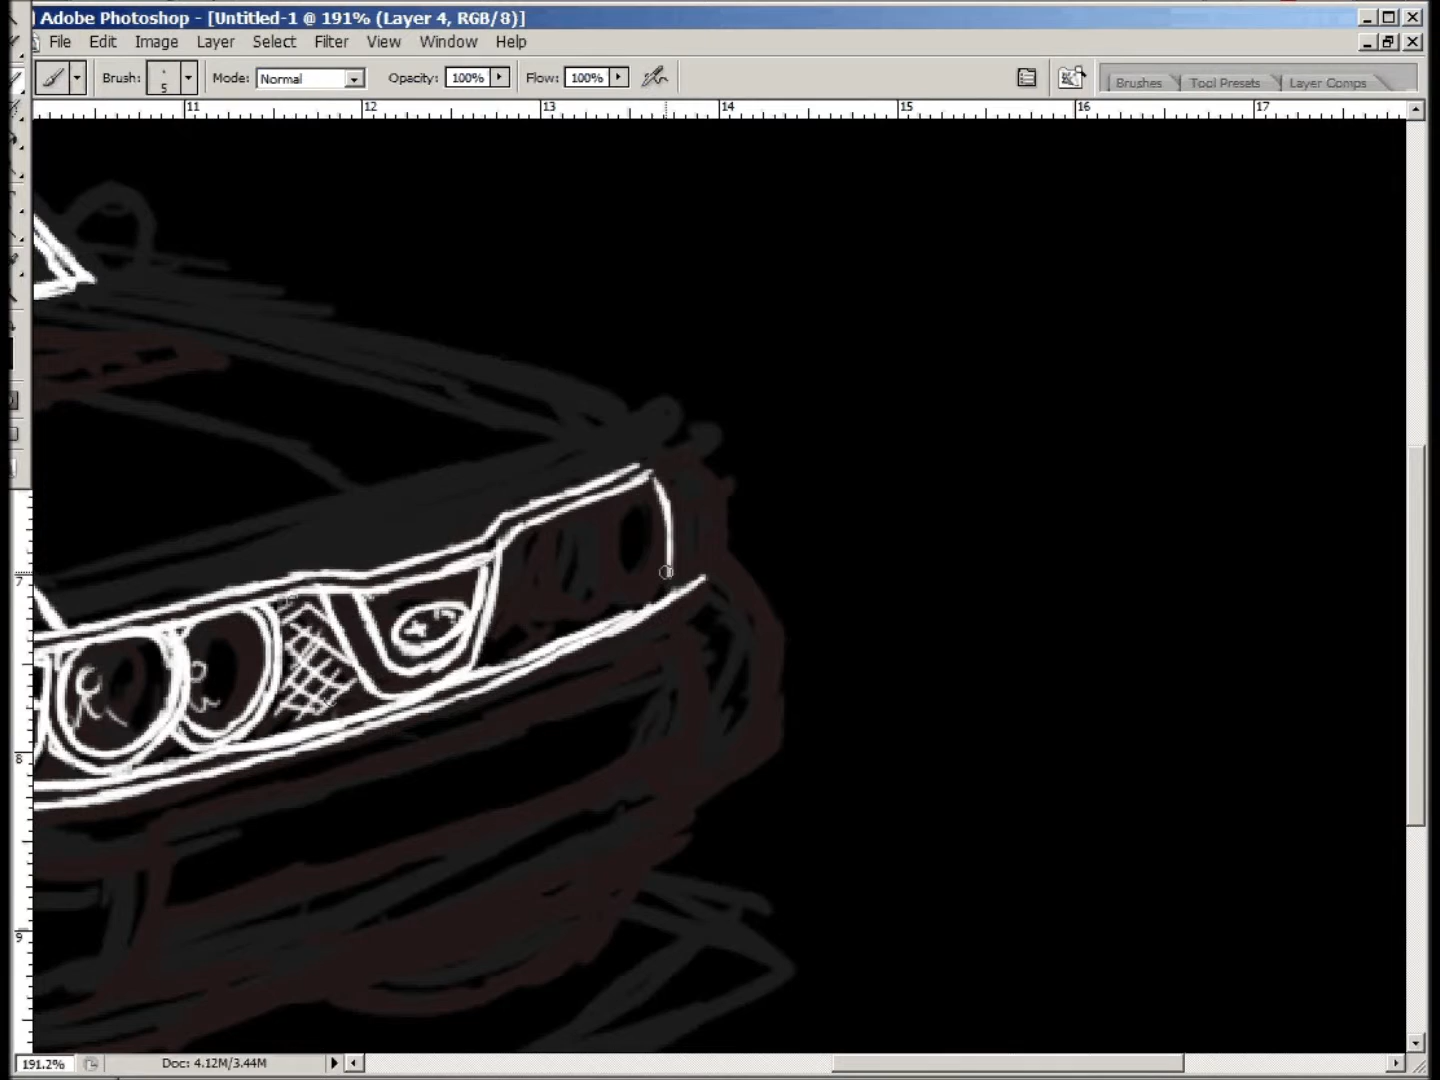 Adobe Photoshop - [Untitled-1 @ 191% (Layer 4, RGB/8)]
File Edit Image Layer Select Filter View Window Help
Brush: 5 Mode: Normal Opacity: 100% Flow: 100% Brushes Tool Presets Layer Comps
11 12 13 14 15 16 17
7
8
9
191.2% Doc: 4.12M/3.44M